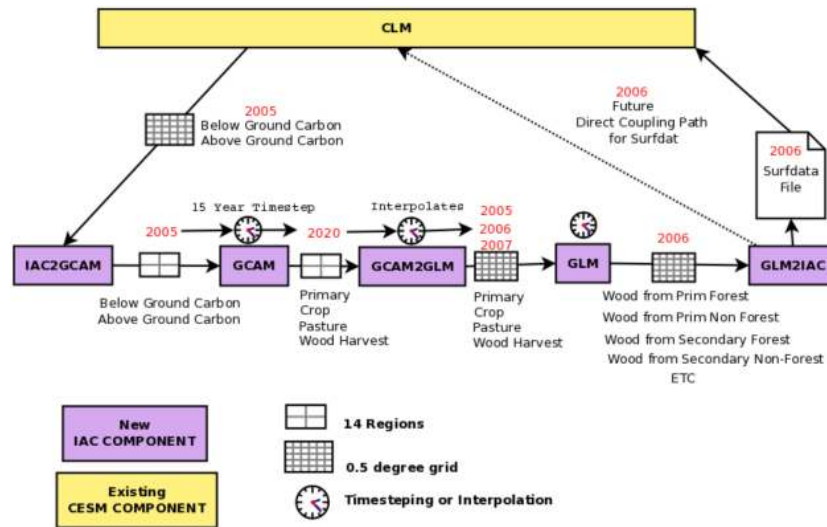 CLM
2005
Below Ground Carbon
Above Ground Carbon
2006
Future
Direct Coupling Path
for Surfdat
2006
Surfdata
File
15 Year Timestep
Interpolates
2005
2020
2005
2006
2007
2006
IAC2GCAM
GCAM
GCAM2GLM
GLM
GLM2IAC
Below Ground Carbon
Above Ground Carbon
Primary
Crop
Pasture
Wood Harvest
Primary
Crop
Pasture
Wood Harvest
Wood from Prim Forest
Wood from Prim Non Forest
Wood from Secondary Forest
Wood from Secondary Non-Forest
ETC
New
IAC COMPONENT
14 Regions
0.5 degree grid
Existing
CESM COMPONENT
Timesteping or Interpolation